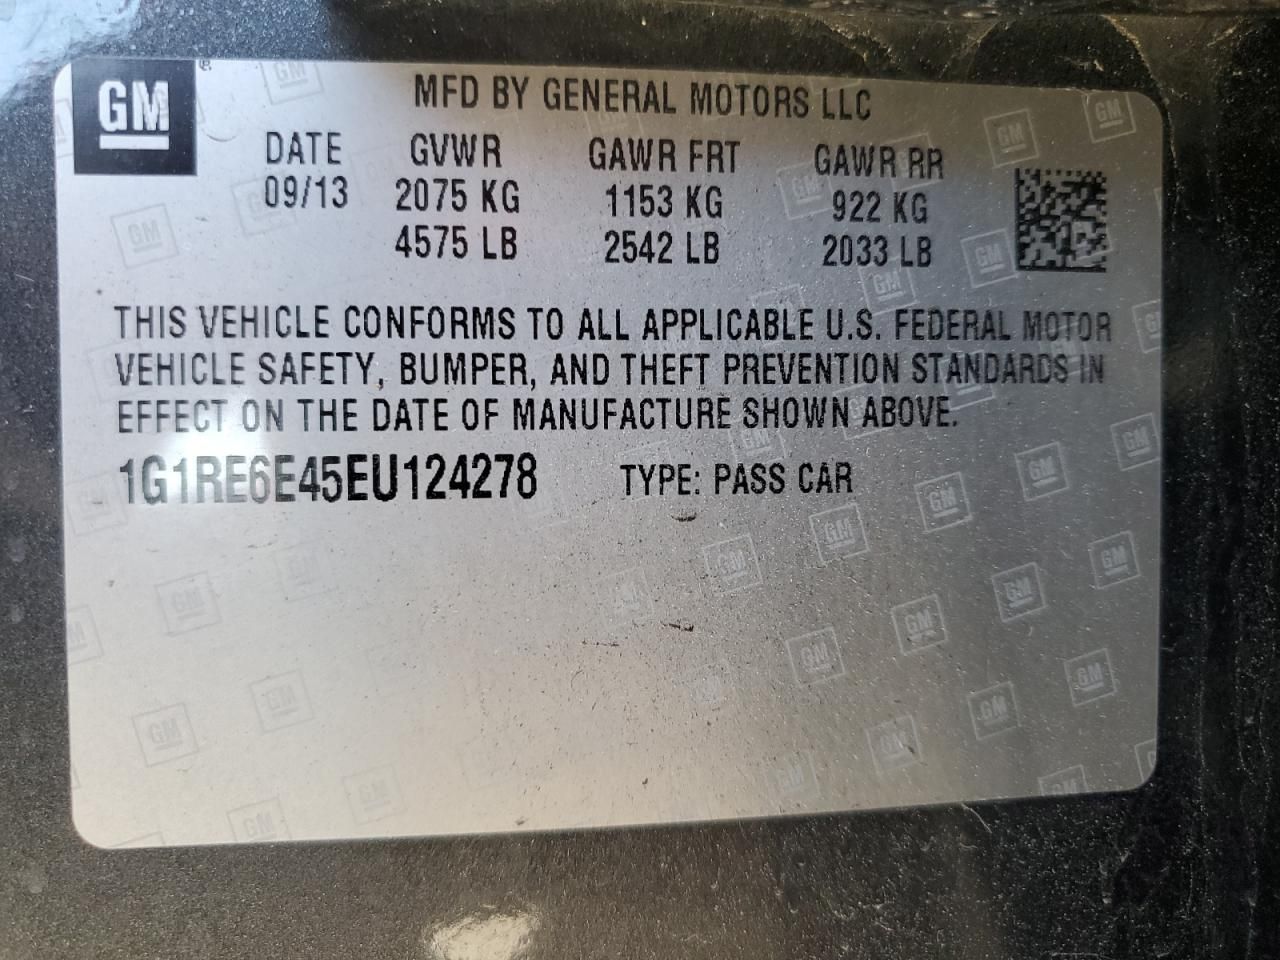 GM
MFD BY GENERAL MOTORS LLC
DATE GVWR GAWR FRT GAWR RR
09/13 2075 KG 1153 KG 922 KG
4575 LB 2542 LB 2033 LB
THIS VEHICLE CONFORMS TO ALL APPLICABLE U.S. FEDERAL MOTOR
VEHICLE SAFETY, BUMPER, AND THEFT PREVENTION STANDARDS IN
EFFECT ON THE DATE OF MANUFACTURE SHOWN ABOVE.
1G1RE6E45EU124278 TYPE: PASS CAR